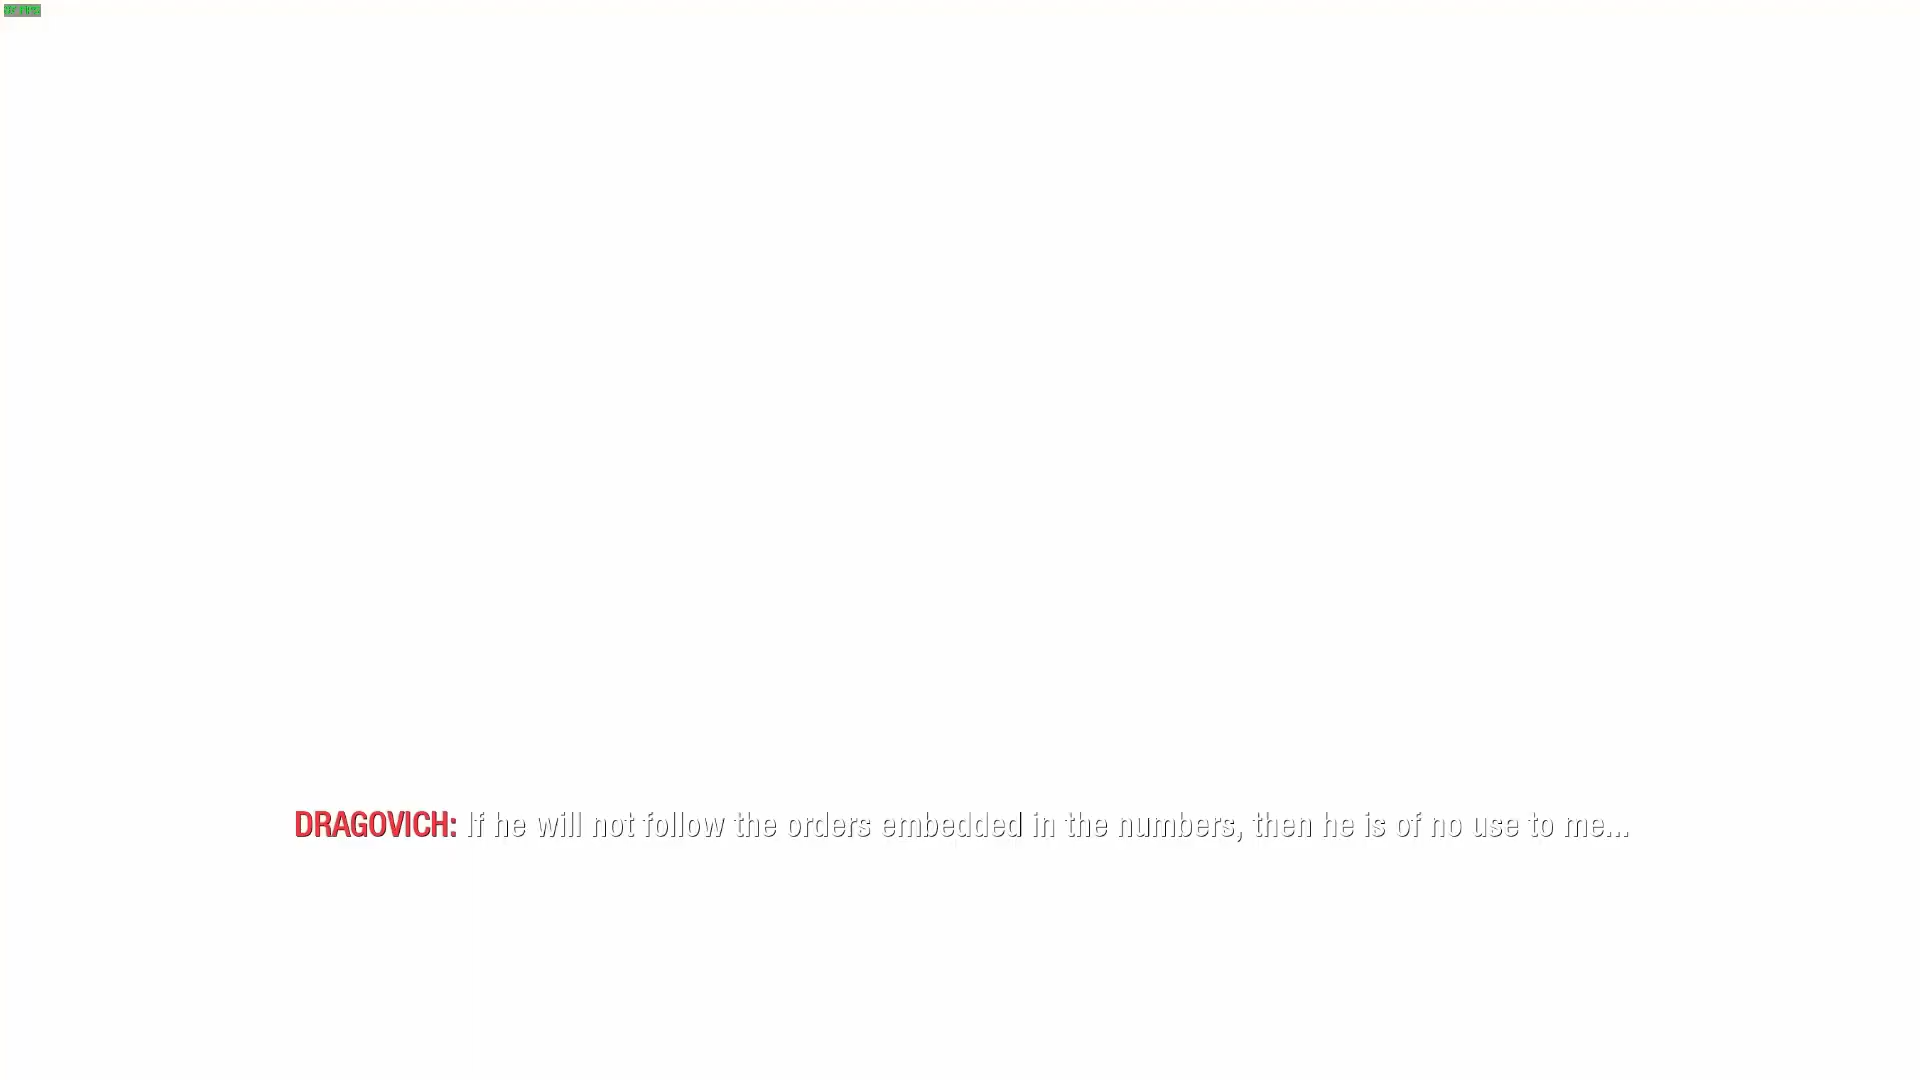 DRAGOVICH: If he will not follow the orders embedded in the numbers, then he is of no use to me...